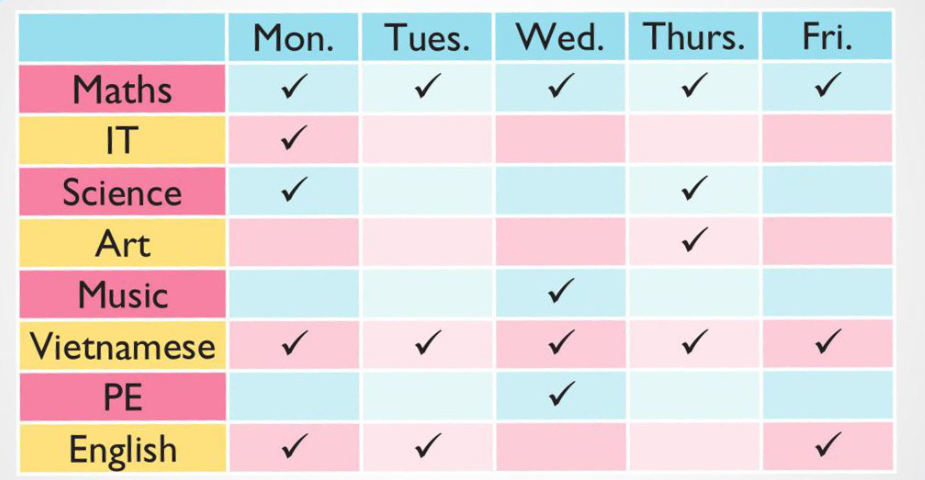 Mon. Tues. Wed. Thurs. Fri.
Maths ✓ ✓ ✓ ✓ ✓
IT ✓
Science ✓ ✓
Art ✓
Music ✓
Vietnamese ✓ ✓ ✓ ✓ ✓
PE ✓
English ✓ ✓ ✓